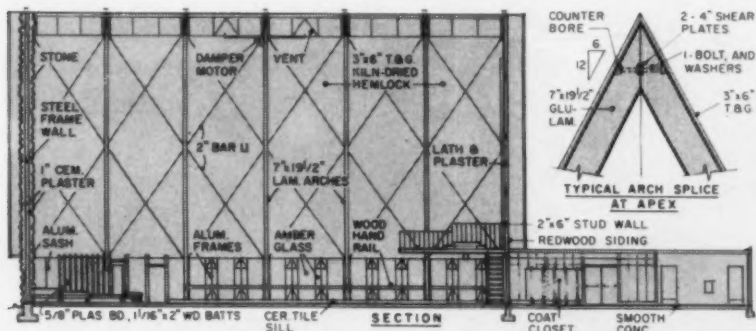 STONE
STEEL
FRAME
WALL
1" CEM.
PLASTER
ALUM.
SASH
DAMPER
MOTOR
VENT
3"x6" T.&G.
KILN-DRIED
HEMLOCK
2" BAR
7"x19 1/2"
LAM. ARCHES
LATH &
PLASTER
ALUM.
FRAMES
AMBER
GLASS
WOOD
HAND
RAIL
2"x6" STUD WALL
REDWOOD SIDING
5/8" PLAS BD, 1 1/16"x2" WD BATTS
CER. TILE
SILL
SECTION
COAT
CLOSET
SMOOTH
CONC.
COUNTER
BORE
6
12
7"x19 1/2"
GLU-
LAM.
2-4" SHEAR
PLATES
1-BOLT, AND
WASHERS
3"x6"
T.&G.
TYPICAL ARCH SPLICE
AT APEX